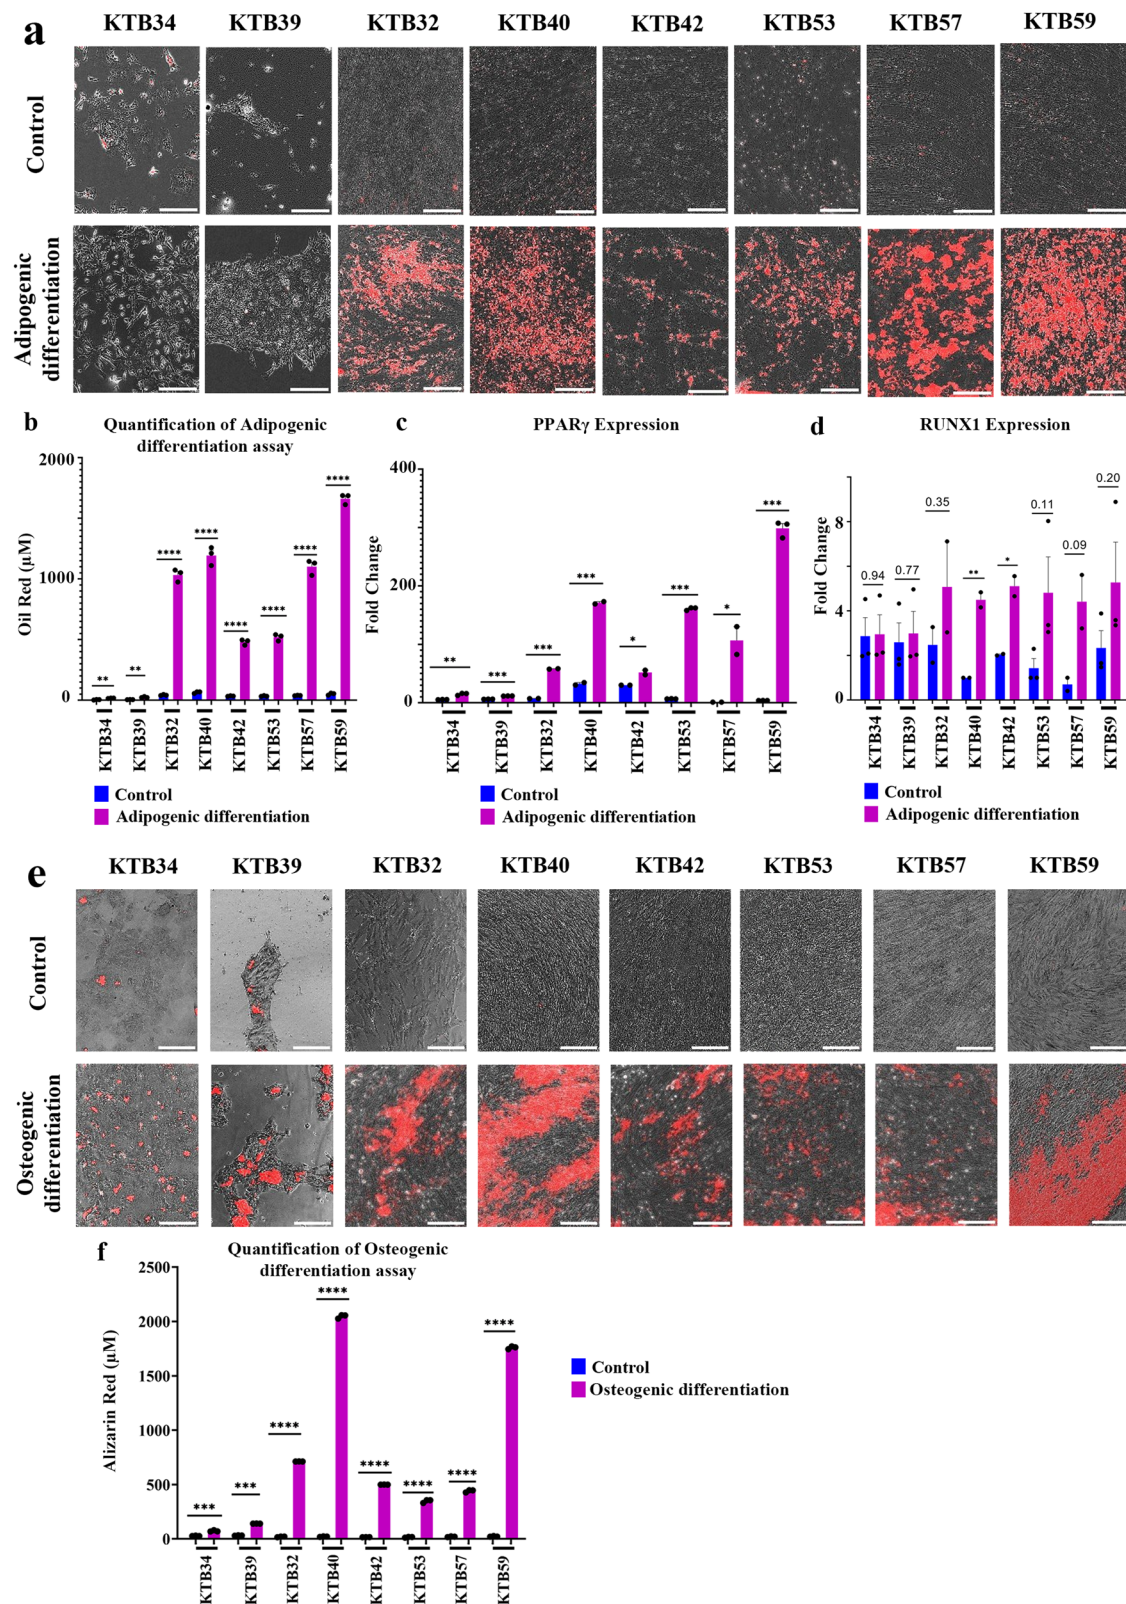 a
KTB34 KTB39 KTB32 KTB40 KTB42 KTB53 KTB57 KTB59
Control
Adipogenic
differentiation
b
Quantification of Adipogenic
differentiation assay
Oil Red (µM)
2000
1000
0
** ** **** **** **** **** **** ****
KTB34 KTB39 KTB32 KTB40 KTB42 KTB53 KTB57 KTB59
Control
Adipogenic differentiation
c
PPARγ Expression
Fold Change
400
200
0
** *** *** *** * *** * ***
KTB34 KTB39 KTB32 KTB40 KTB42 KTB53 KTB57 KTB59
Control
Adipogenic differentiation
d
RUNX1 Expression
Fold Change
8
4
0
0.94 0.77 0.35 ** * 0.11 0.09 0.20
KTB34 KTB39 KTB32 KTB40 KTB42 KTB53 KTB57 KTB59
Control
Adipogenic differentiation
e
KTB34 KTB39 KTB32 KTB40 KTB42 KTB53 KTB57 KTB59
Control
Osteogenic
differentiation
f
Quantification of Osteogenic
differentiation assay
Alizarin Red (µM)
2500
2000
1500
1000
500
0
*** *** **** **** **** **** **** ****
KTB34 KTB39 KTB32 KTB40 KTB42 KTB53 KTB57 KTB59
Control
Osteogenic differentiation